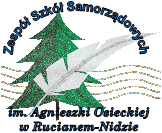 Zespół Szkół Samorządowych
im. Agnieszki Osieckiej
w Rucianem-Nidzie